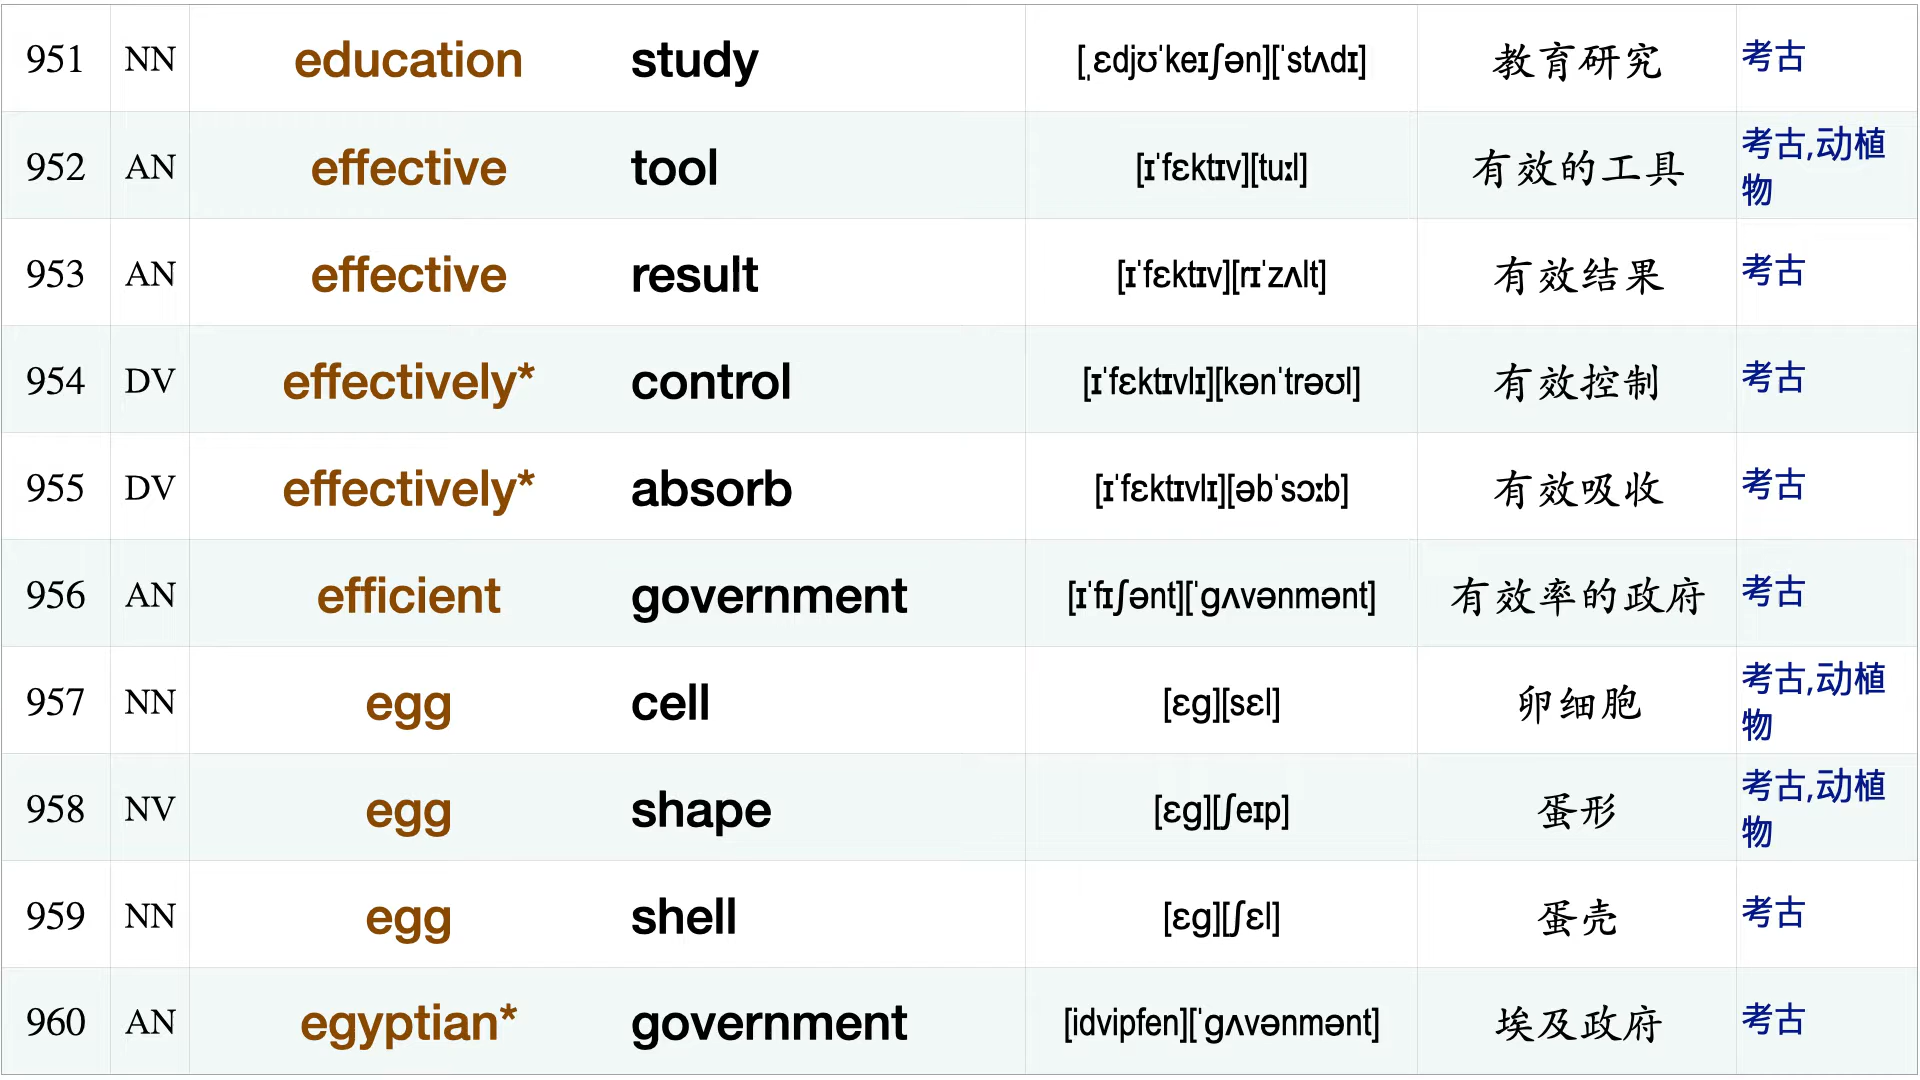 951 NN education study [ˌɛdjʊˈkeɪʃən][ˈstʌdɪ] 教育研究 考古
952 AN effective tool [ɪˈfɛktɪv][tuːl] 有效的工具 考古,动植
物
953 AN effective result [ɪˈfɛktɪv][rɪˈzʌlt] 有效结果 考古
954 DV effectively* control [ɪˈfɛktɪvlɪ][kənˈtrəʊl] 有效控制 考古
955 DV effectively* absorb [ɪˈfɛktɪvlɪ][əbˈsɔːb] 有效吸收 考古
956 AN efficient government [ɪˈfɪʃənt][ˈɡʌvənmənt] 有效率的政府 考古
957 NN egg cell [ɛɡ][sɛl] 卵细胞 考古,动植
物
958 NV egg shape [ɛɡ][ʃeɪp] 蛋形 考古,动植
物
959 NN egg shell [ɛɡ][ʃɛl] 蛋壳 考古
960 AN egyptian* government [idvipfen][ˈɡʌvənmənt] 埃及政府 考古